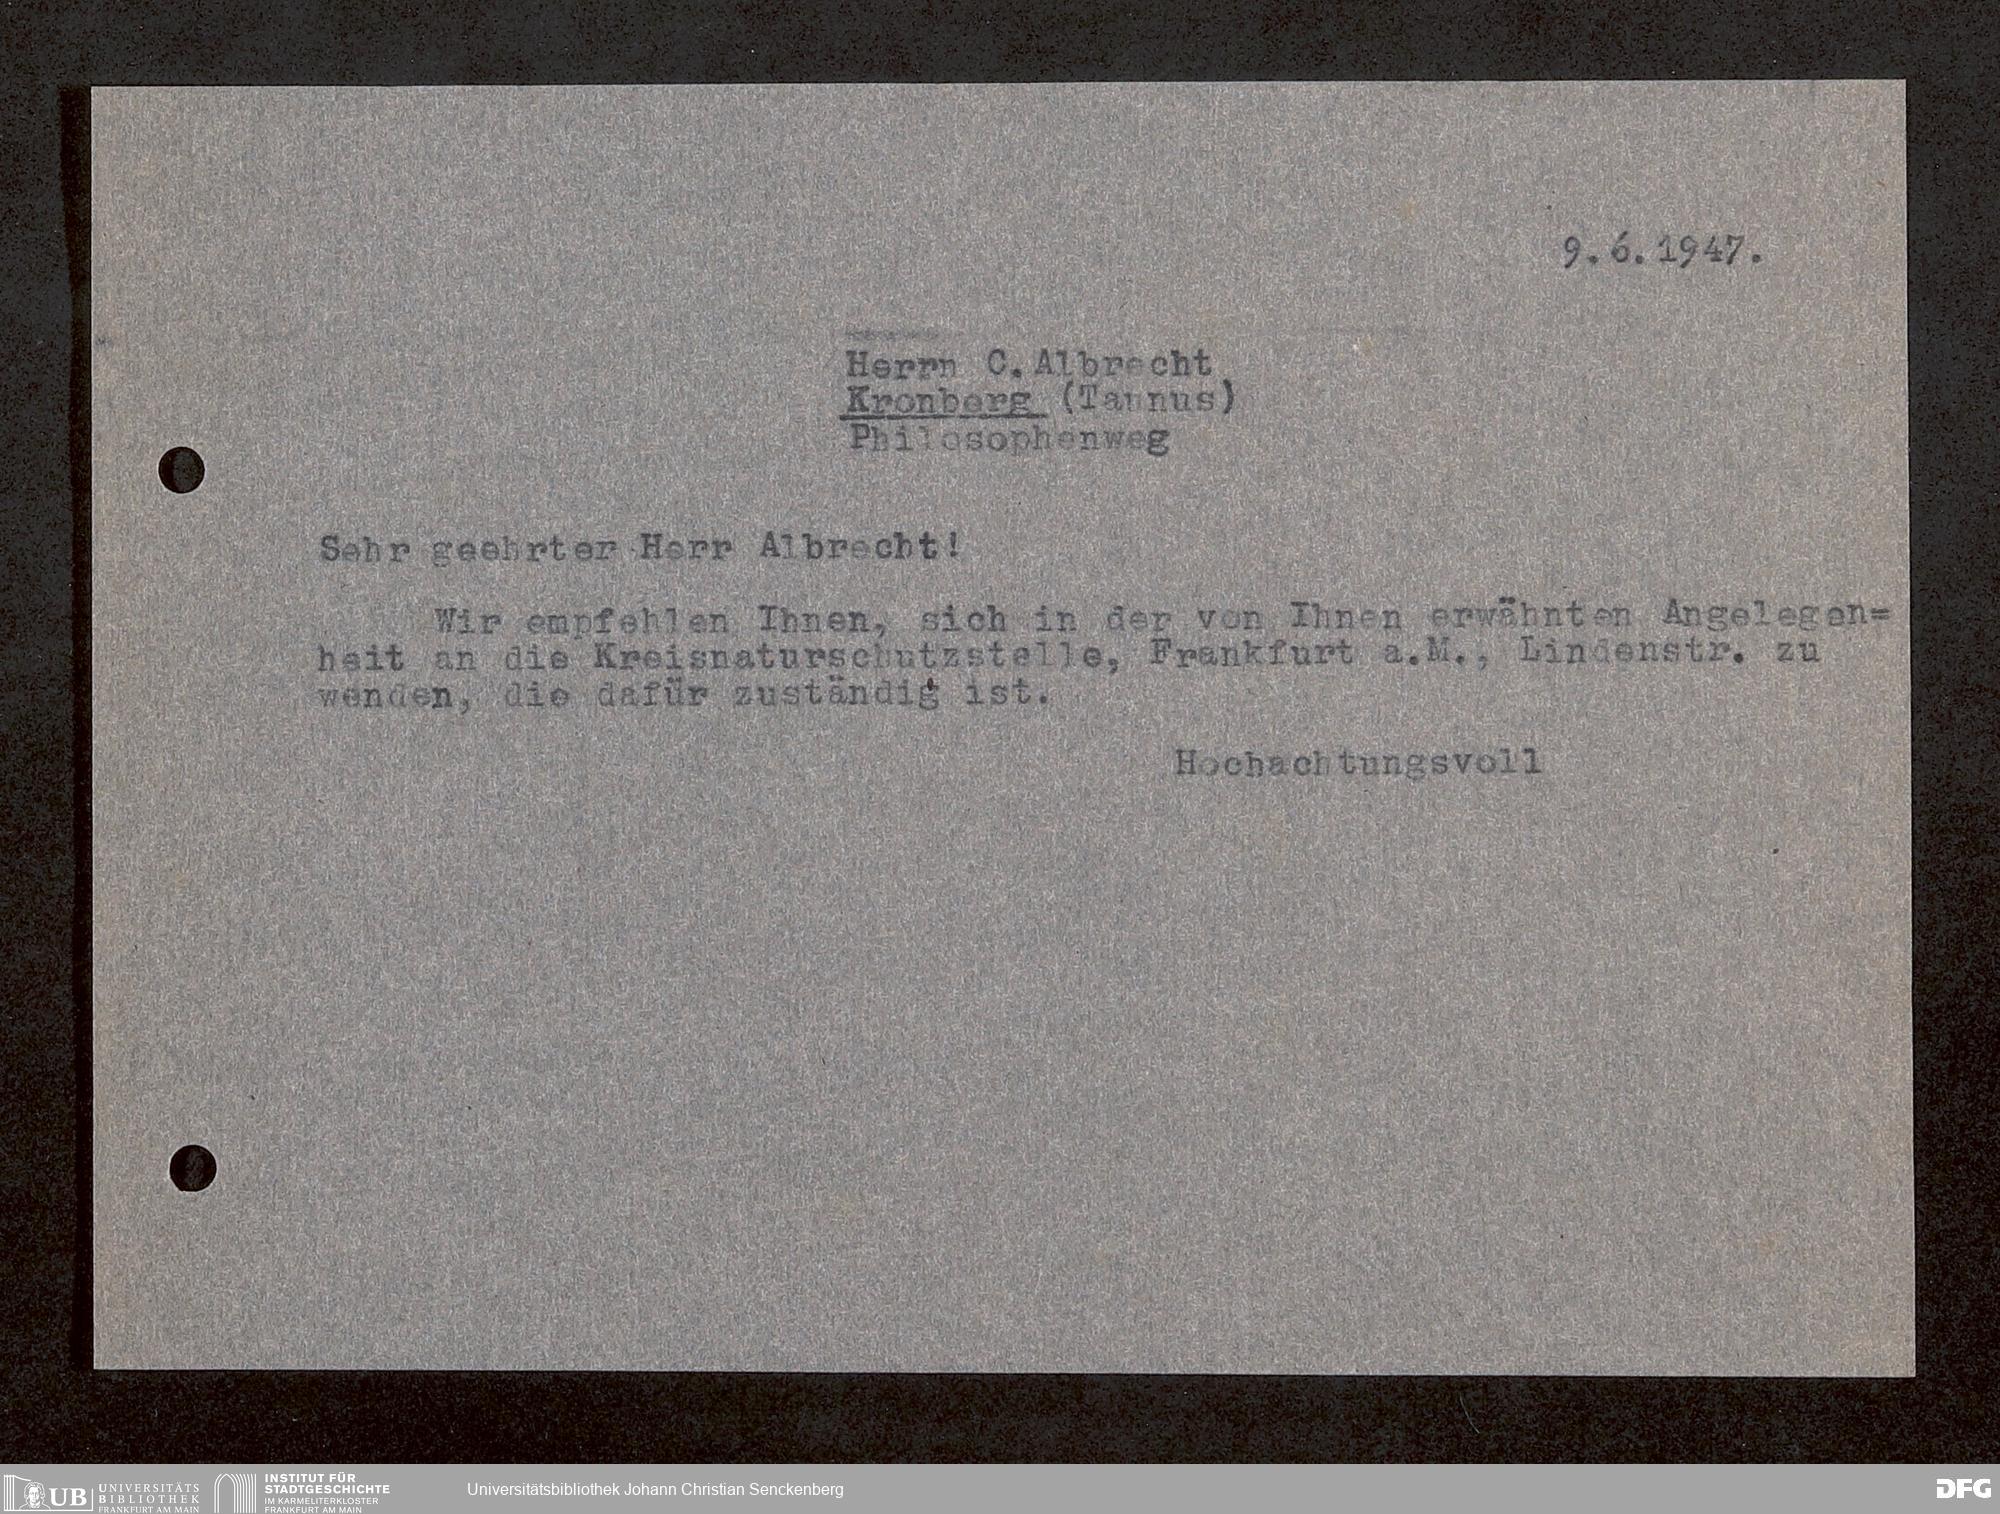 9.6.1947.
Herrn C.Albrecht
Kronberg (Taunus)
Philosophenweg
Sehr geehrter Herr Albrecht!
Wir empfehlen Ihnen, sich in der von Ihnen erwähnten Angelegen=
heit an die Kreisnaturschutzstelle, Frankfurt a.M., Lindenstr. zu
wenden, die dafür zuständig ist.
Hochachtungsvoll
UB
UNIVERSITÄTS
BIBLIOTHEK
FRANKFURT AM MAIN
INSTITUT FÜR
STADTGESCHICHTE
IM KARMELITERKLOSTER
FRANKFURT AM MAIN
Universitätsbibliothek Johann Christian Senckenberg
DFG